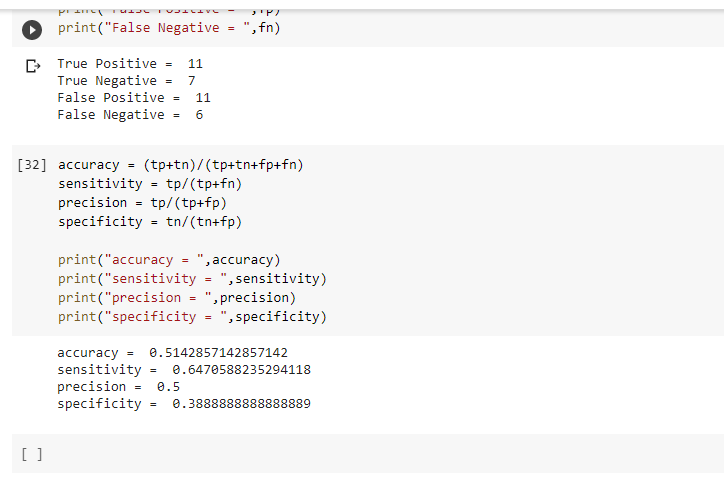 print("False Negative = ",fn)
True Positive =  11
True Negative =  7
False Positive =  11
False Negative =  6
[32] accuracy = (tp+tn)/(tp+tn+fp+fn)
sensitivity = tp/(tp+fn)
precision = tp/(tp+fp)
specificity = tn/(tn+fp)
print("accuracy = ",accuracy)
print("sensitivity = ",sensitivity)
print("precision = ",precision)
print("specificity = ",specificity)
accuracy =  0.5142857142857142
sensitivity =  0.6470588235294118
precision =  0.5
specificity =  0.3888888888888889
[ ]